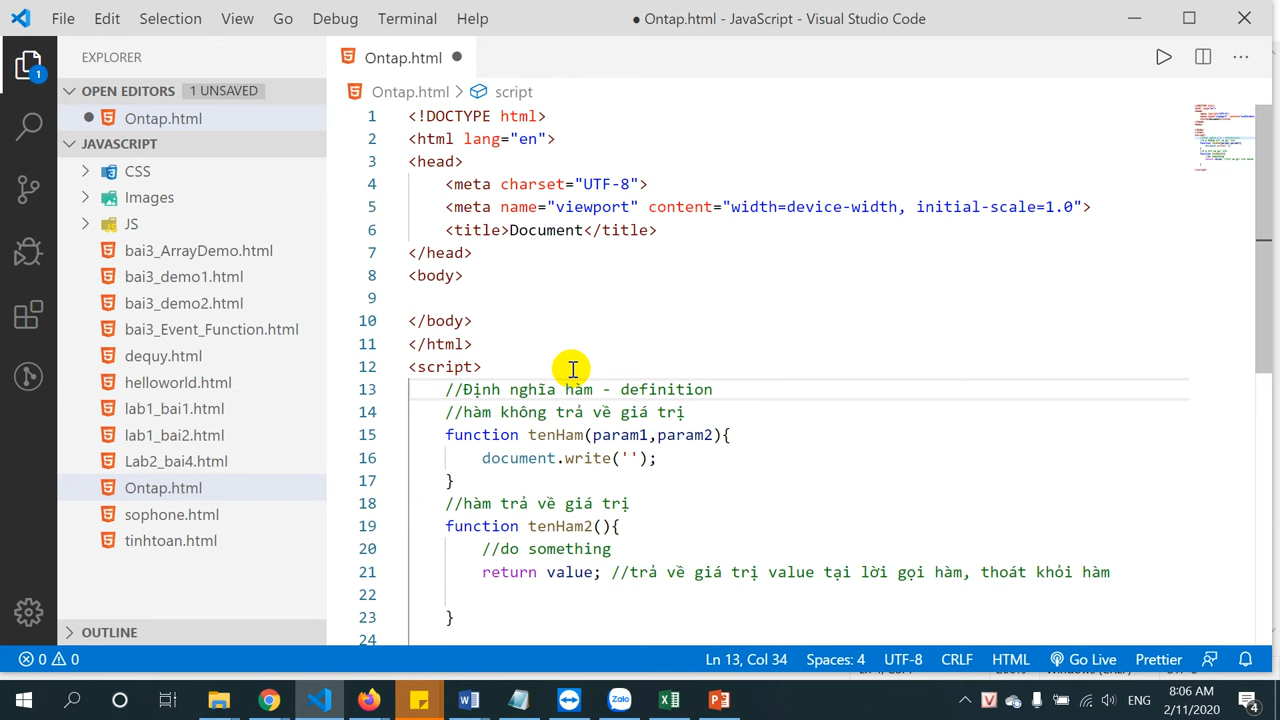 File Edit Selection View Go Debug Terminal Help
● Ontap.html - JavaScript - Visual Studio Code
EXPLORER
OPEN EDITORS 1 UNSAVED
Ontap.html
JAVASCRIPT
CSS
Images
JS
bai3_ArrayDemo.html
bai3_demo1.html
bai3_demo2.html
bai3_Event_Function.html
dequy.html
helloworld.html
lab1_bai1.html
lab1_bai2.html
Lab2_bai4.html
Ontap.html
sophone.html
tinhtoan.html
OUTLINE
1
Ontap.html ●
Ontap.html > script
1 <!DOCTYPE html>
2 <html lang="en">
3 <head>
4 <meta charset="UTF-8">
5 <meta name="viewport" content="width=device-width, initial-scale=1.0">
6 <title>Document</title>
7 </head>
8 <body>
9
10 </body>
11 </html>
12 <script>
13 //Định nghĩa hàm - definition
14 //hàm không trả về giá trị
15 function tenHam(param1,param2){
16 document.write('');
17 }
18 //hàm trả về giá trị
19 function tenHam2(){
20 //do something
21 return value; //trả về giá trị value tại lời gọi hàm, thoát khỏi hàm
22
23 }
24
0 0
Ln 13, Col 34 Spaces: 4 UTF-8 CRLF HTML Go Live Prettier
Zalo
ENG
8:06 AM
2/11/2020
4